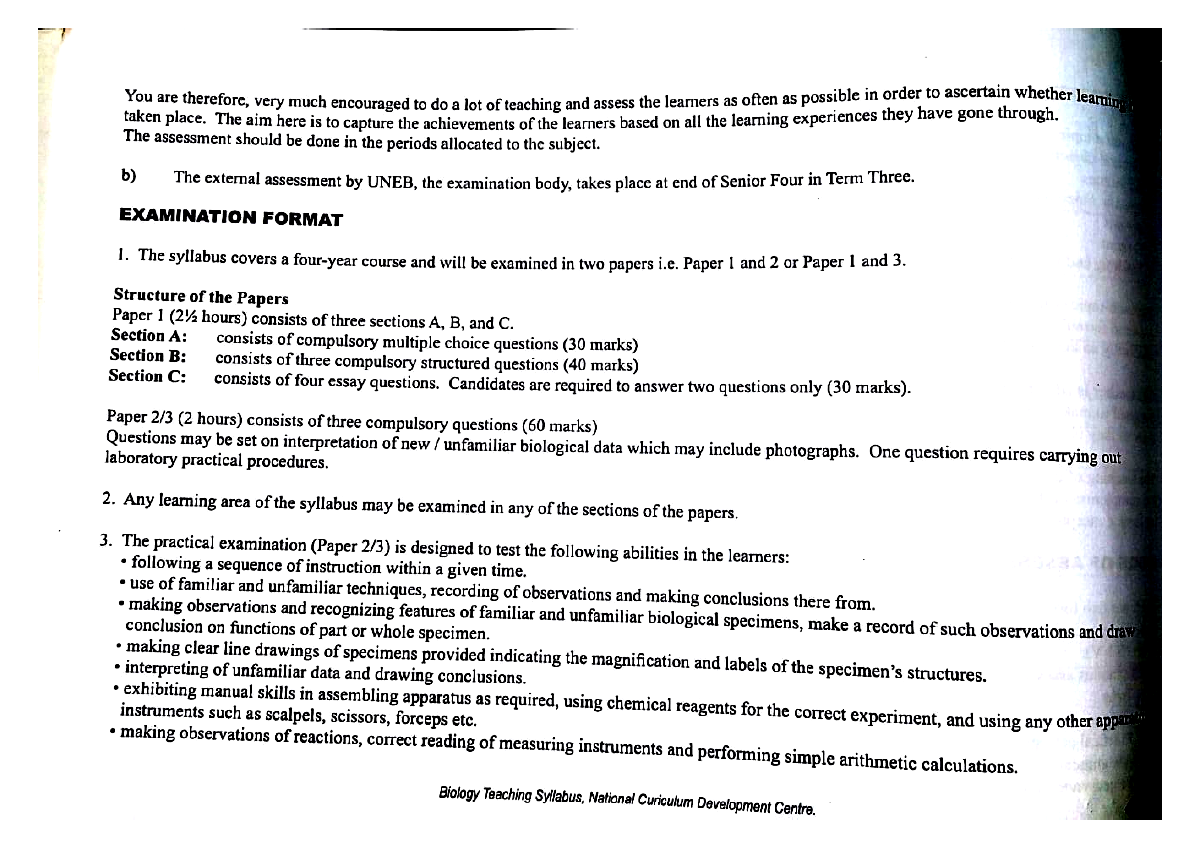 You are therefore, very much encouraged to do a lot of teaching and assess the learners as often as possible in order to ascertain whether learning
taken place. The aim here is to capture the achievements of the learners based on all the learning experiences they have gone through.
The assessment should be done in the periods allocated to the subject.
b) The external assessment by UNEB, the examination body, takes place at end of Senior Four in Term Three.
EXAMINATION FORMAT
1. The syllabus covers a four-year course and will be examined in two papers i.e. Paper 1 and 2 or Paper 1 and 3.
Structure of the Papers
Paper 1 (2½ hours) consists of three sections A, B, and C.
Section A: consists of compulsory multiple choice questions (30 marks)
Section B: consists of three compulsory structured questions (40 marks)
Section C: consists of four essay questions. Candidates are required to answer two questions only (30 marks).
Paper 2/3 (2 hours) consists of three compulsory questions (60 marks)
Questions may be set on interpretation of new / unfamiliar biological data which may include photographs. One question requires carrying out
laboratory practical procedures.
2. Any learning area of the syllabus may be examined in any of the sections of the papers.
3. The practical examination (Paper 2/3) is designed to test the following abilities in the learners:
• following a sequence of instruction within a given time.
• use of familiar and unfamiliar techniques, recording of observations and making conclusions there from.
• making observations and recognizing features of familiar and unfamiliar biological specimens, make a record of such observations and draw
conclusion on functions of part or whole specimen.
• making clear line drawings of specimens provided indicating the magnification and labels of the specimen's structures.
• interpreting of unfamiliar data and drawing conclusions.
• exhibiting manual skills in assembling apparatus as required, using chemical reagents for the correct experiment, and using any other
instruments such as scalpels, scissors, forceps etc.
• making observations of reactions, correct reading of measuring instruments and performing simple arithmetic calculations.
Biology Teaching Syllabus, National Curiculum Development Centre.